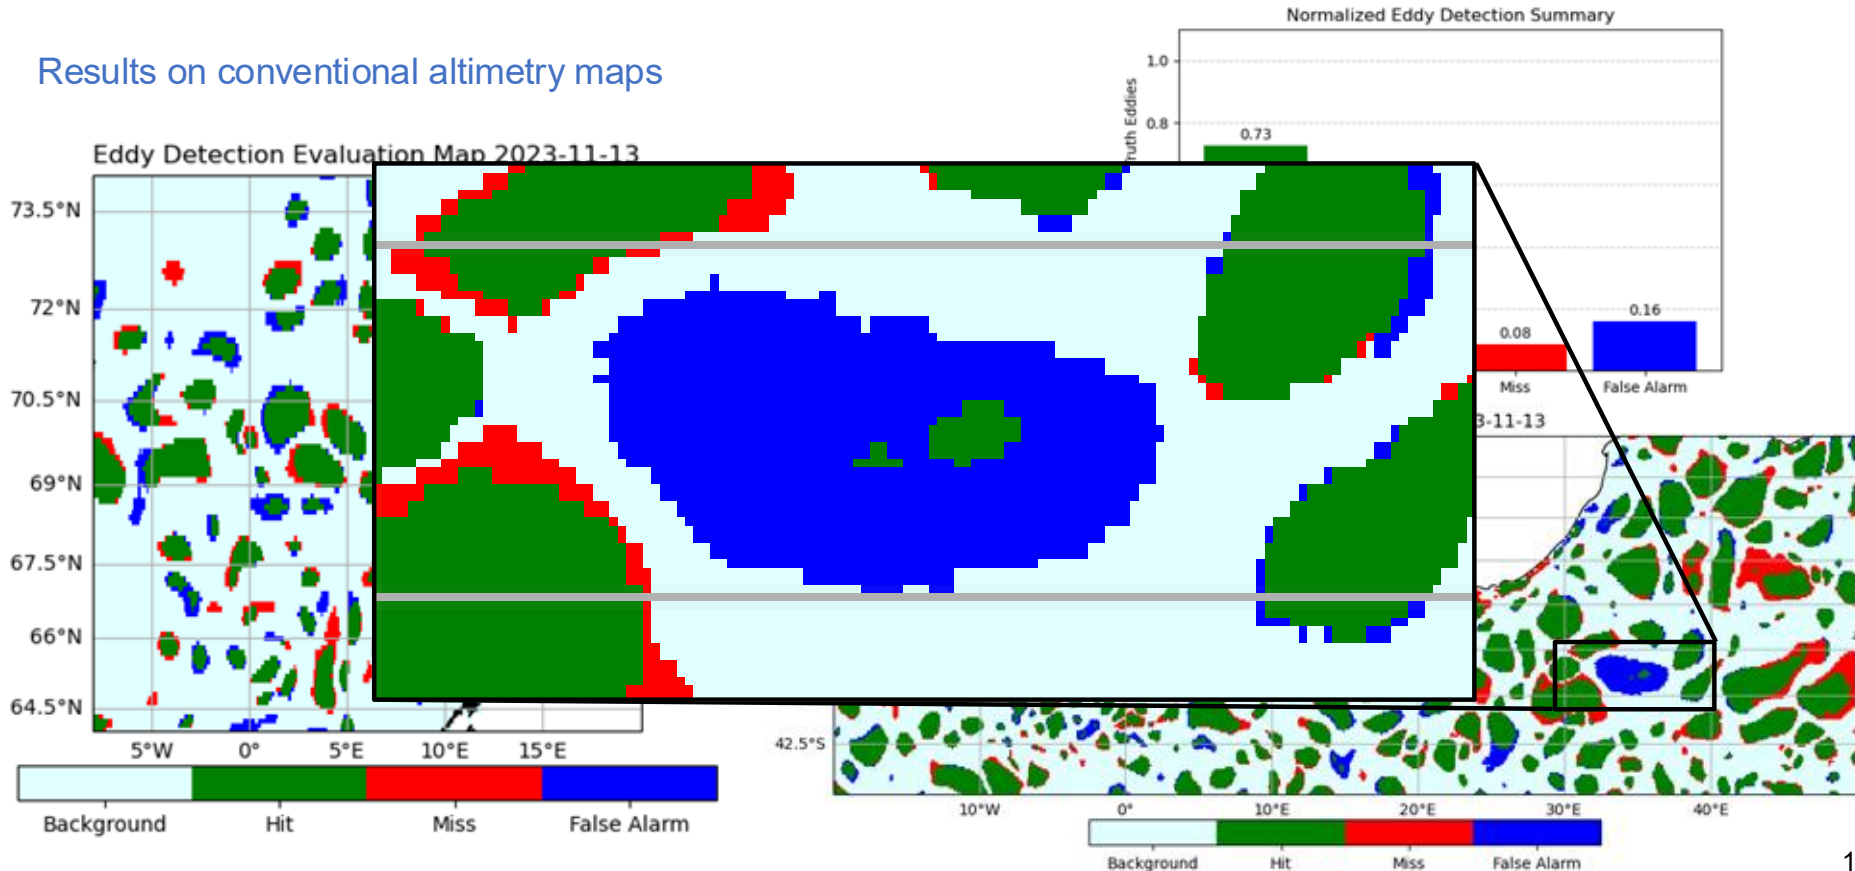 Results on conventional altimetry maps
Normalized Eddy Detection Summary
1.0
0.8
Truth Eddies
0.73
0.08
0.16
Miss
False Alarm
Eddy Detection Evaluation Map 2023-11-13
73.5°N
72°N
70.5°N
69°N
67.5°N
66°N
64.5°N
5°W
0°
5°E
10°E
15°E
Background
Hit
Miss
False Alarm
3-11-13
42.5°S
10°W
0°
10°E
20°E
30°E
40°E
Background
Hit
Miss
False Alarm
1